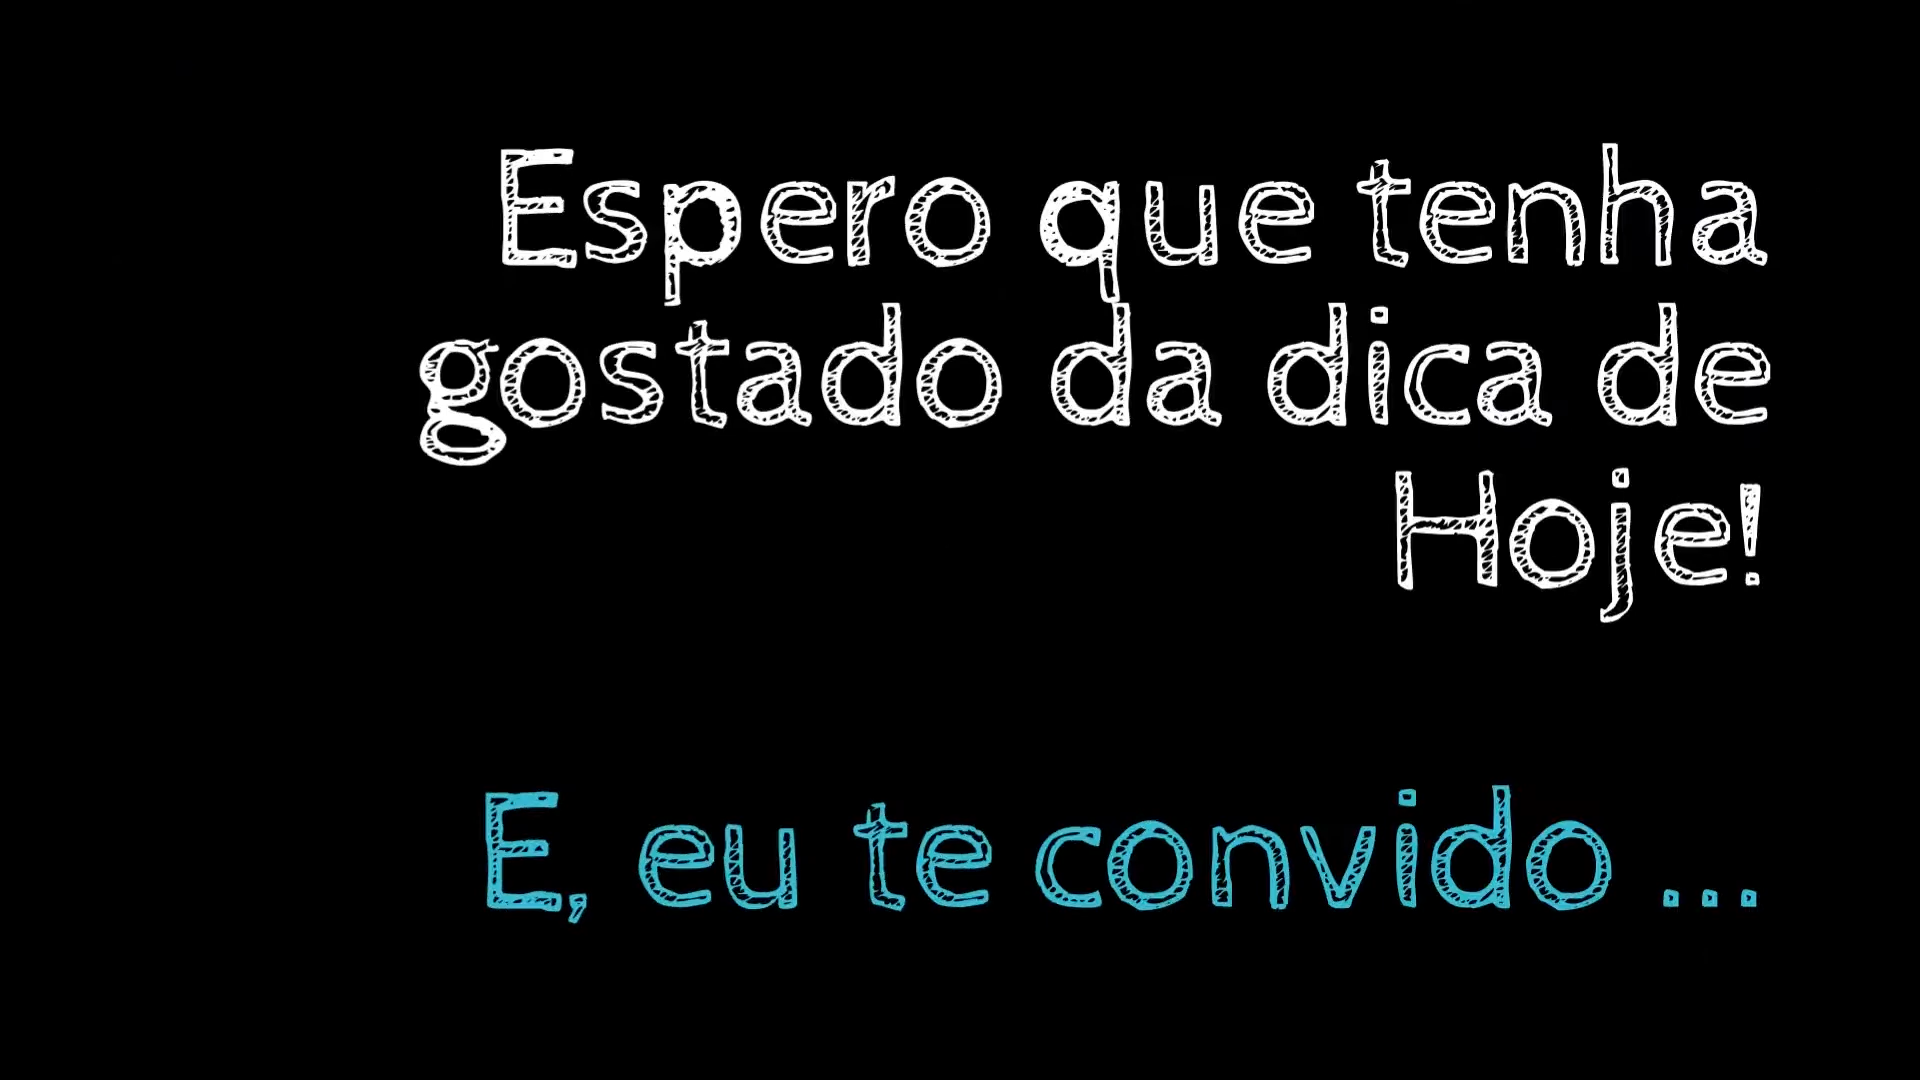 Espero que tenha
gostado da dica de
Hoje!
E, eu te convido ...